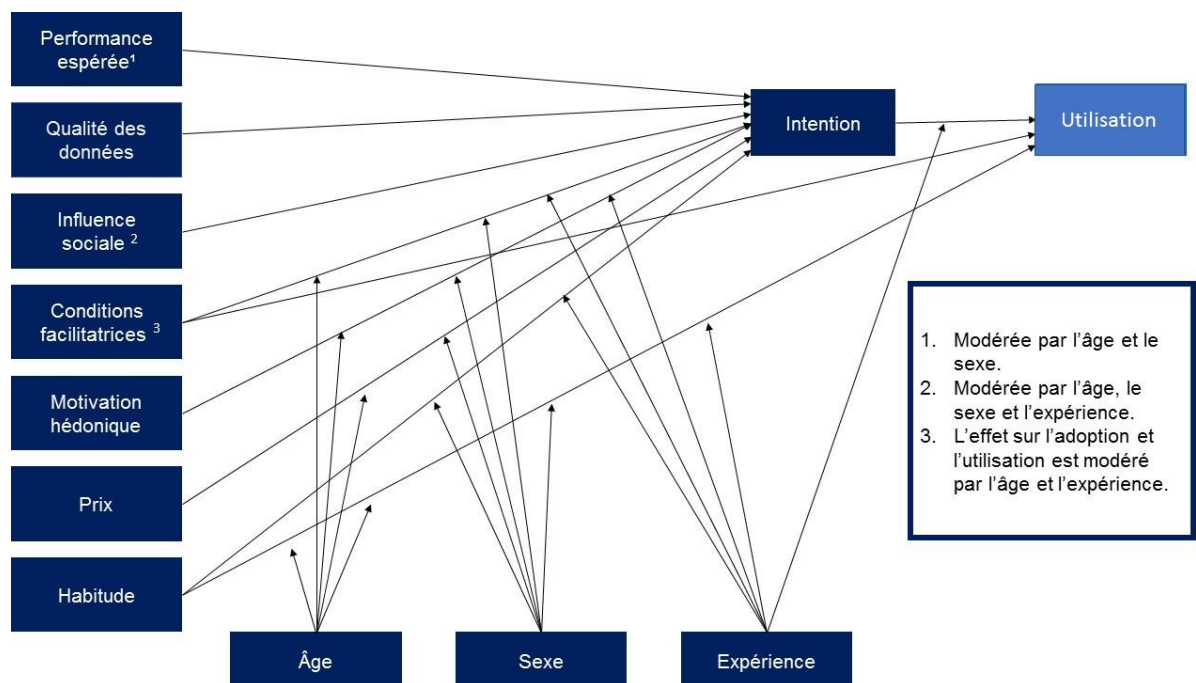 Performance
espérée¹
Qualité des
données
Influence
sociale ²
Conditions
facilitatrices ³
Motivation
hédonique
Prix
Habitude
Intention
Utilisation
1. Modérée par l’âge et le
sexe.
2. Modérée par l’âge, le
sexe et l’expérience.
3. L’effet sur l’adoption et
l’utilisation est modéré
par l’âge et l’expérience.
Âge
Sexe
Expérience